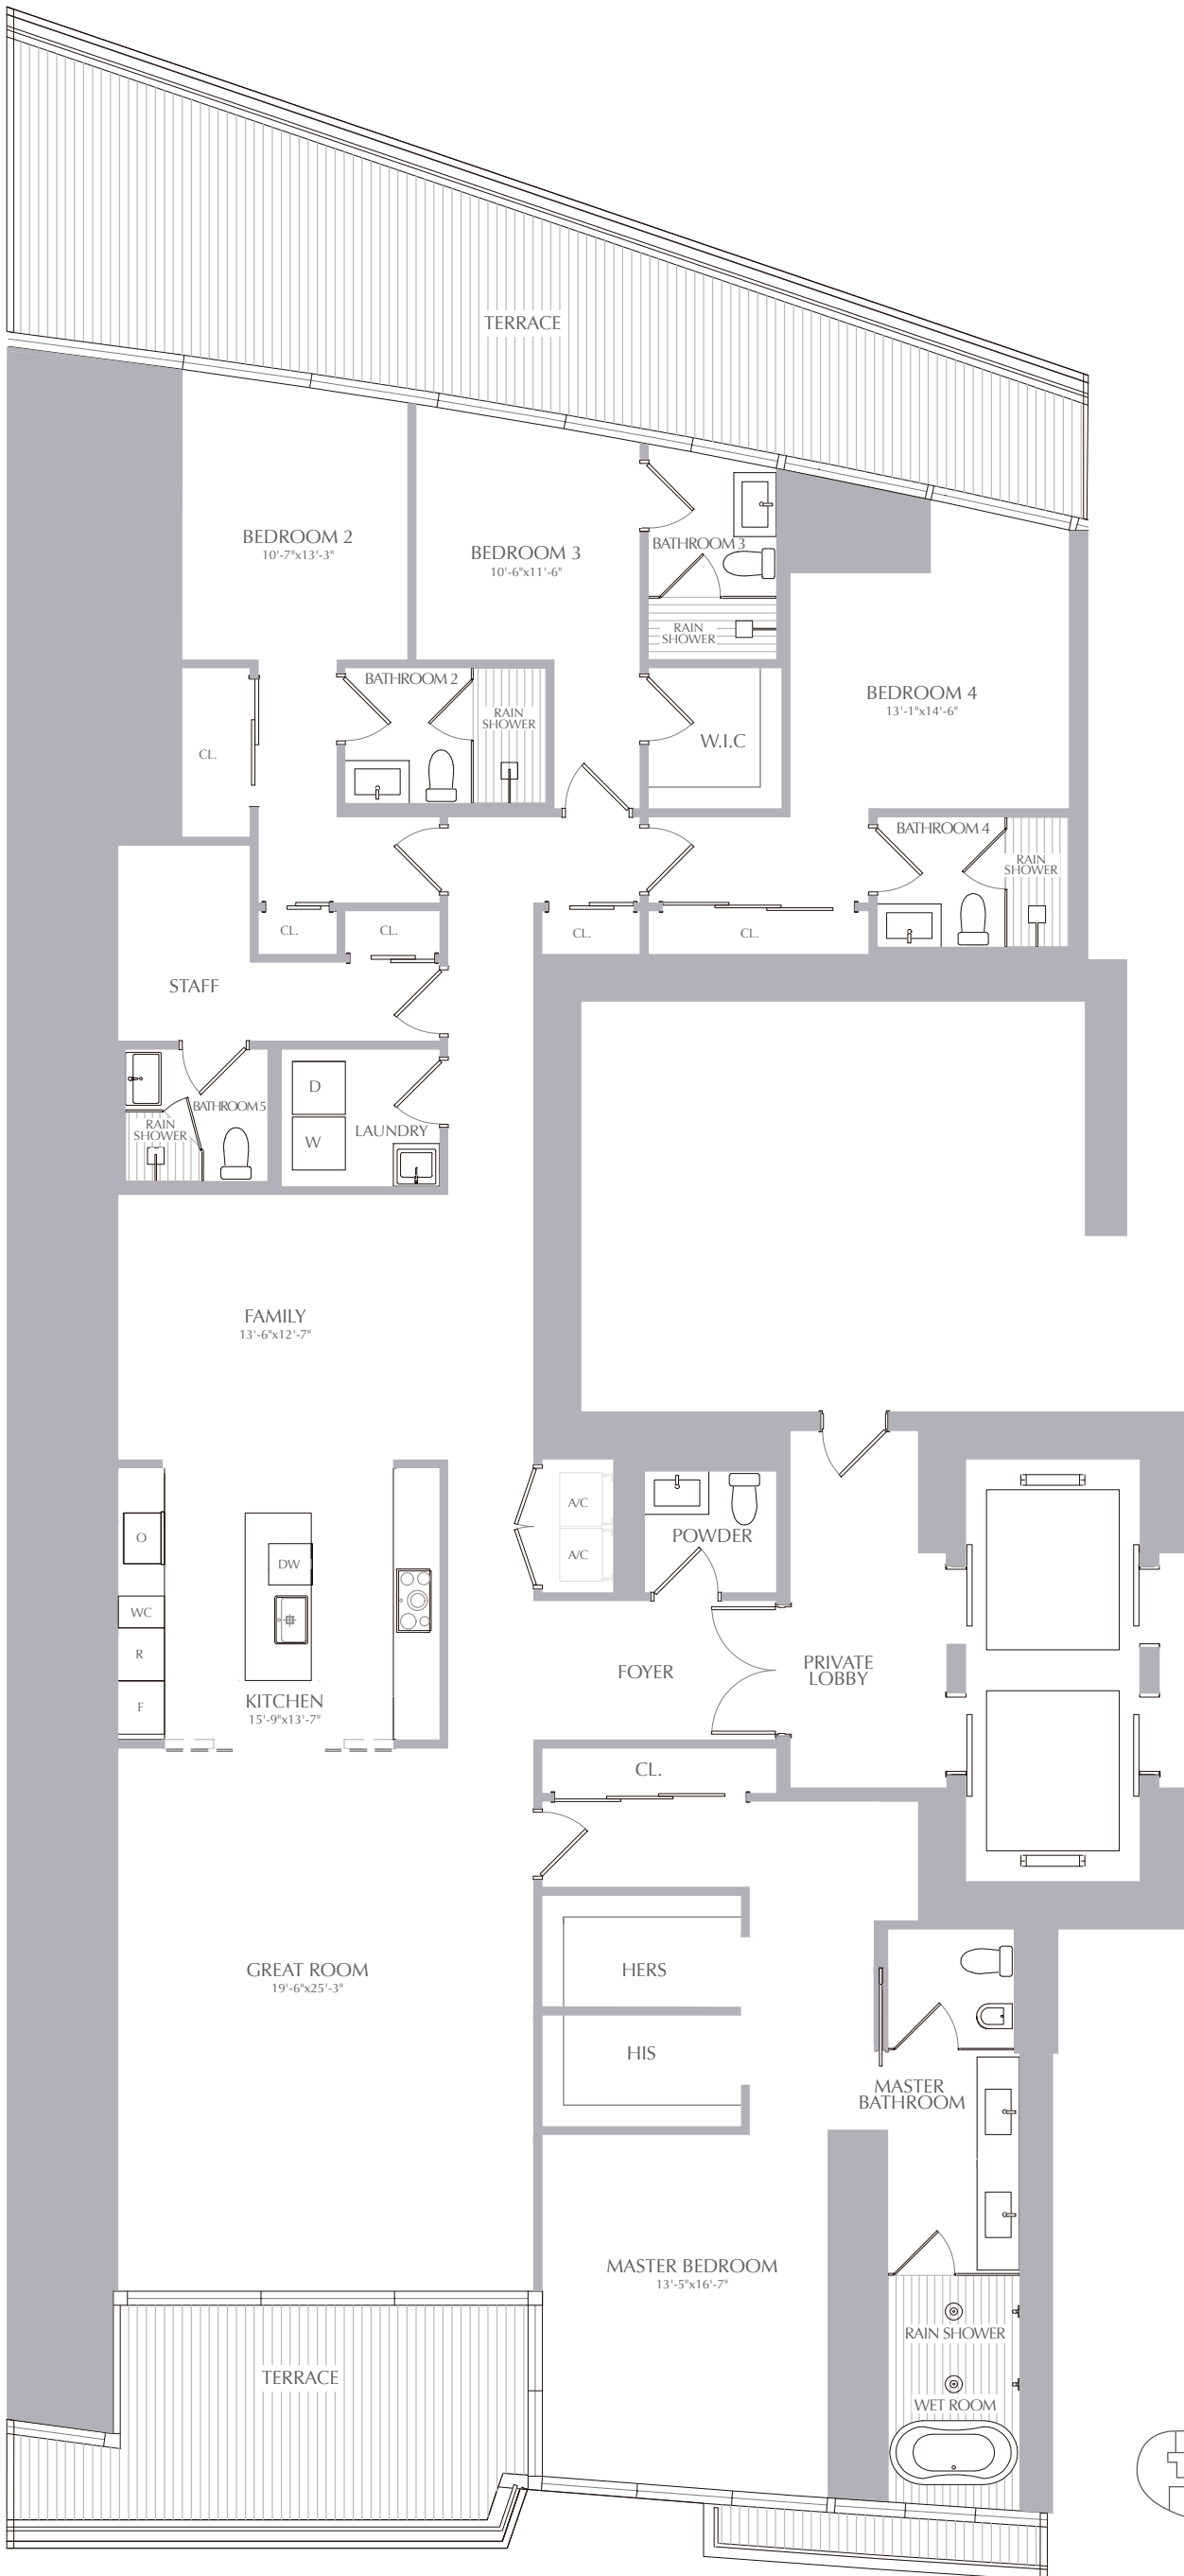 TERRACE
BEDROOM 2
10'-7"x13'-3"
BEDROOM 3
10'-6"x11'-6"
BATHROOM 3
RAIN
SHOWER
BEDROOM 4
13'-1"x14'-6"
BATHROOM 2
RAIN
SHOWER
CL.
W.I.C
BATHROOM 4
RAIN
SHOWER
CL.
CL.
CL.
CL.
STAFF
D
W
LAUNDRY
BATHROOM 5
RAIN
SHOWER
FAMILY
13'-6"x12'-7"
A/C
A/C
POWDER
O
DW
WC
R
F
KITCHEN
15'-9"x13'-7"
FOYER
PRIVATE
LOBBY
CL.
GREAT ROOM
19'-6"x25'-3"
HERS
HIS
MASTER
BATHROOM
MASTER BEDROOM
13'-5"x16'-7"
RAIN SHOWER
WET ROOM
TERRACE